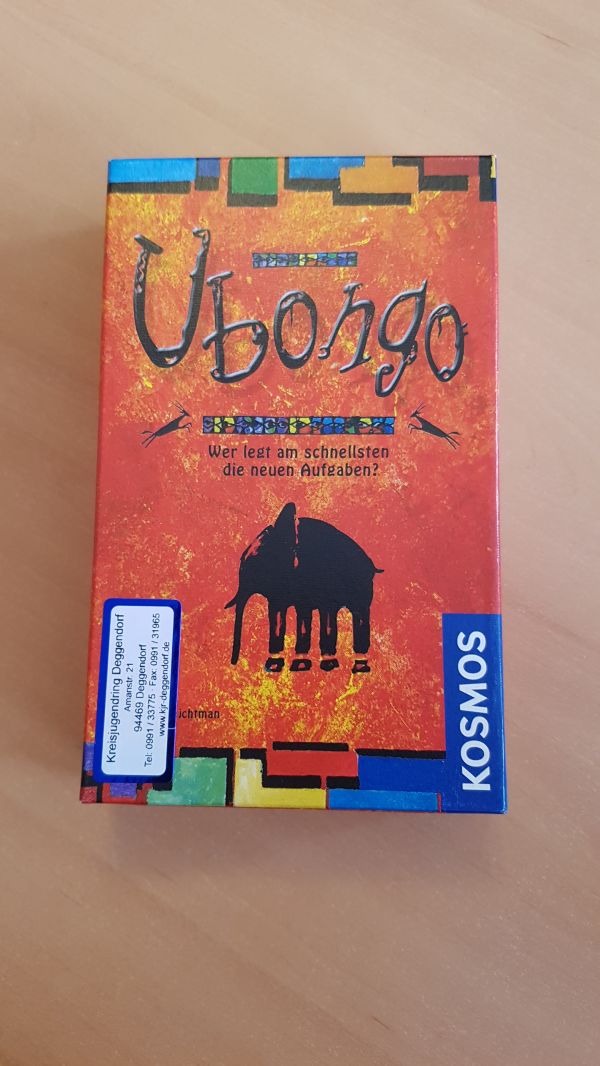 Ubongo
Wer legt am schnellsten
die neuen Aufgaben?
KOSMOS
Kreisjugendring Deggendorf
Amanstr. 21
94469 Deggendorf
Tel: 0991 / 33775 Fax: 0991 / 31965
www.kjr-deggendorf.de